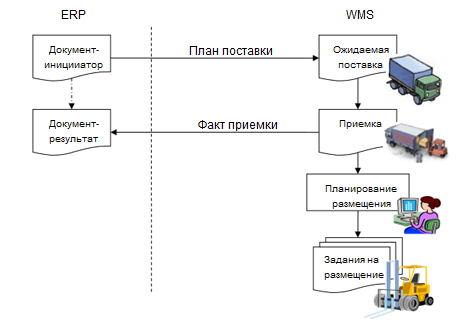 ERP
WMS
Документ-
инициатор
План поставки
Ожидаемая
поставка
Документ-
результат
Факт приемки
Приемка
Планирование
размещения
Задания на
размещение